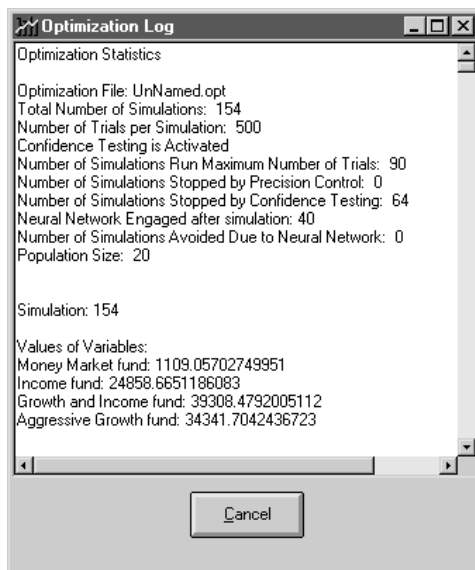 Optimization Log
Optimization Statistics
Optimization File: UnNamed.opt
Total Number of Simulations:  154
Number of Trials per Simulation:  500
Confidence Testing is Activated
Number of Simulations Run Maximum Number of Trials:  90
Number of Simulations Stopped by Precision Control:  0
Number of Simulations Stopped by Confidence Testing:  64
Neural Network Engaged after simulation: 40
Number of Simulations Avoided Due to Neural Network:  0
Population Size:  20
Simulation: 154
Values of Variables:
Money Market fund: 1109.05702749951
Income fund: 24858.6651186083
Growth and Income fund: 39308.4792005112
Aggressive Growth fund: 34341.7042436723
Cancel